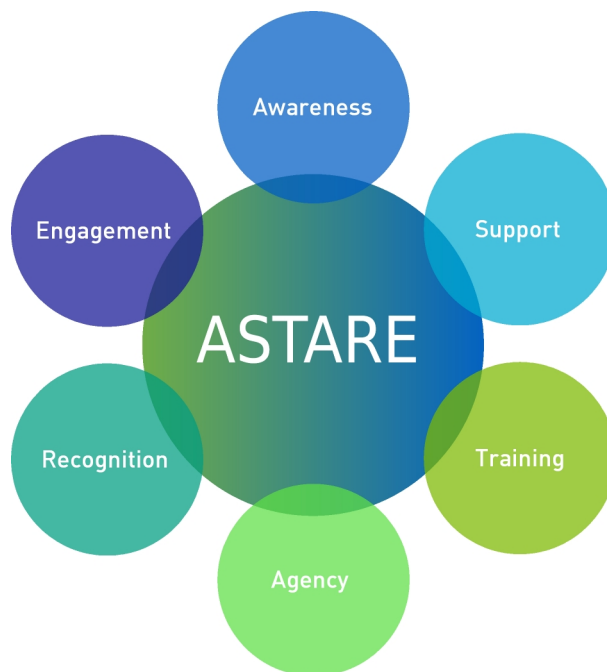 Awareness
Support
Training
Agency
Recognition
Engagement
ASTARE